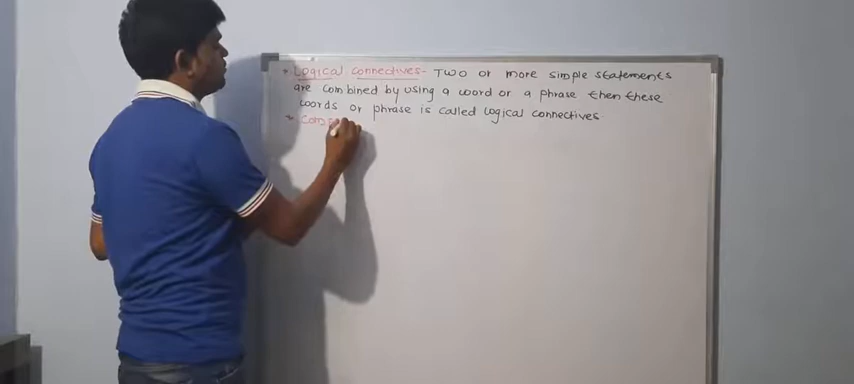 * Logical connectives- Two or more simple statements
are combined by using a word or a phrase then these
words or phrase is called logical connectives.
*